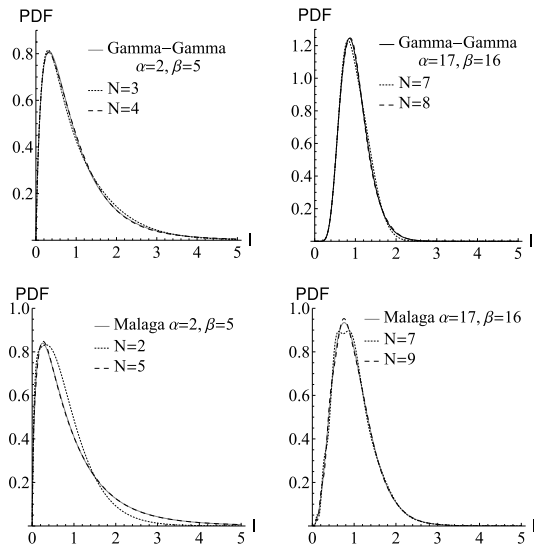 PDF
Gamma−Gamma
α=2, β=5
N=3
N=4
0.8
0.6
0.4
0.2
0 1 2 3 4 5 I
PDF
Gamma−Gamma
α=17, β=16
N=7
N=8
1.2
1.0
0.8
0.6
0.4
0.2
0 1 2 3 4 5 I
PDF
Malaga α=2, β=5
N=2
N=5
1.0
0.8
0.6
0.4
0.2
0 1 2 3 4 5 I
PDF
Malaga α=17, β=16
N=7
N=9
1.0
0.8
0.6
0.4
0.2
0 1 2 3 4 5 I